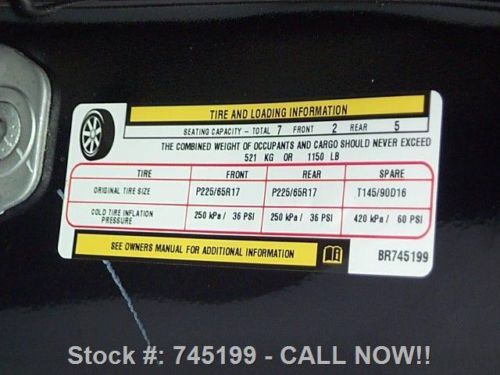 TIRE AND LOADING INFORMATION
SEATING CAPACITY - TOTAL 7 FRONT 2 REAR 5
THE COMBINED WEIGHT OF OCCUPANTS AND CARGO SHOULD NEVER EXCEED
521 KG OR 1150 LB
TIRE FRONT REAR SPARE
ORIGINAL TIRE SIZE P225/65R17 P225/65R17 T145/90D16
COLD TIRE INFLATION
PRESSURE 250 kPa / 36 PSI 250 kPa / 36 PSI 420 kPa / 60 PSI
SEE OWNERS MANUAL FOR ADDITIONAL INFORMATION BR745199
Stock #: 745199 - CALL NOW!!